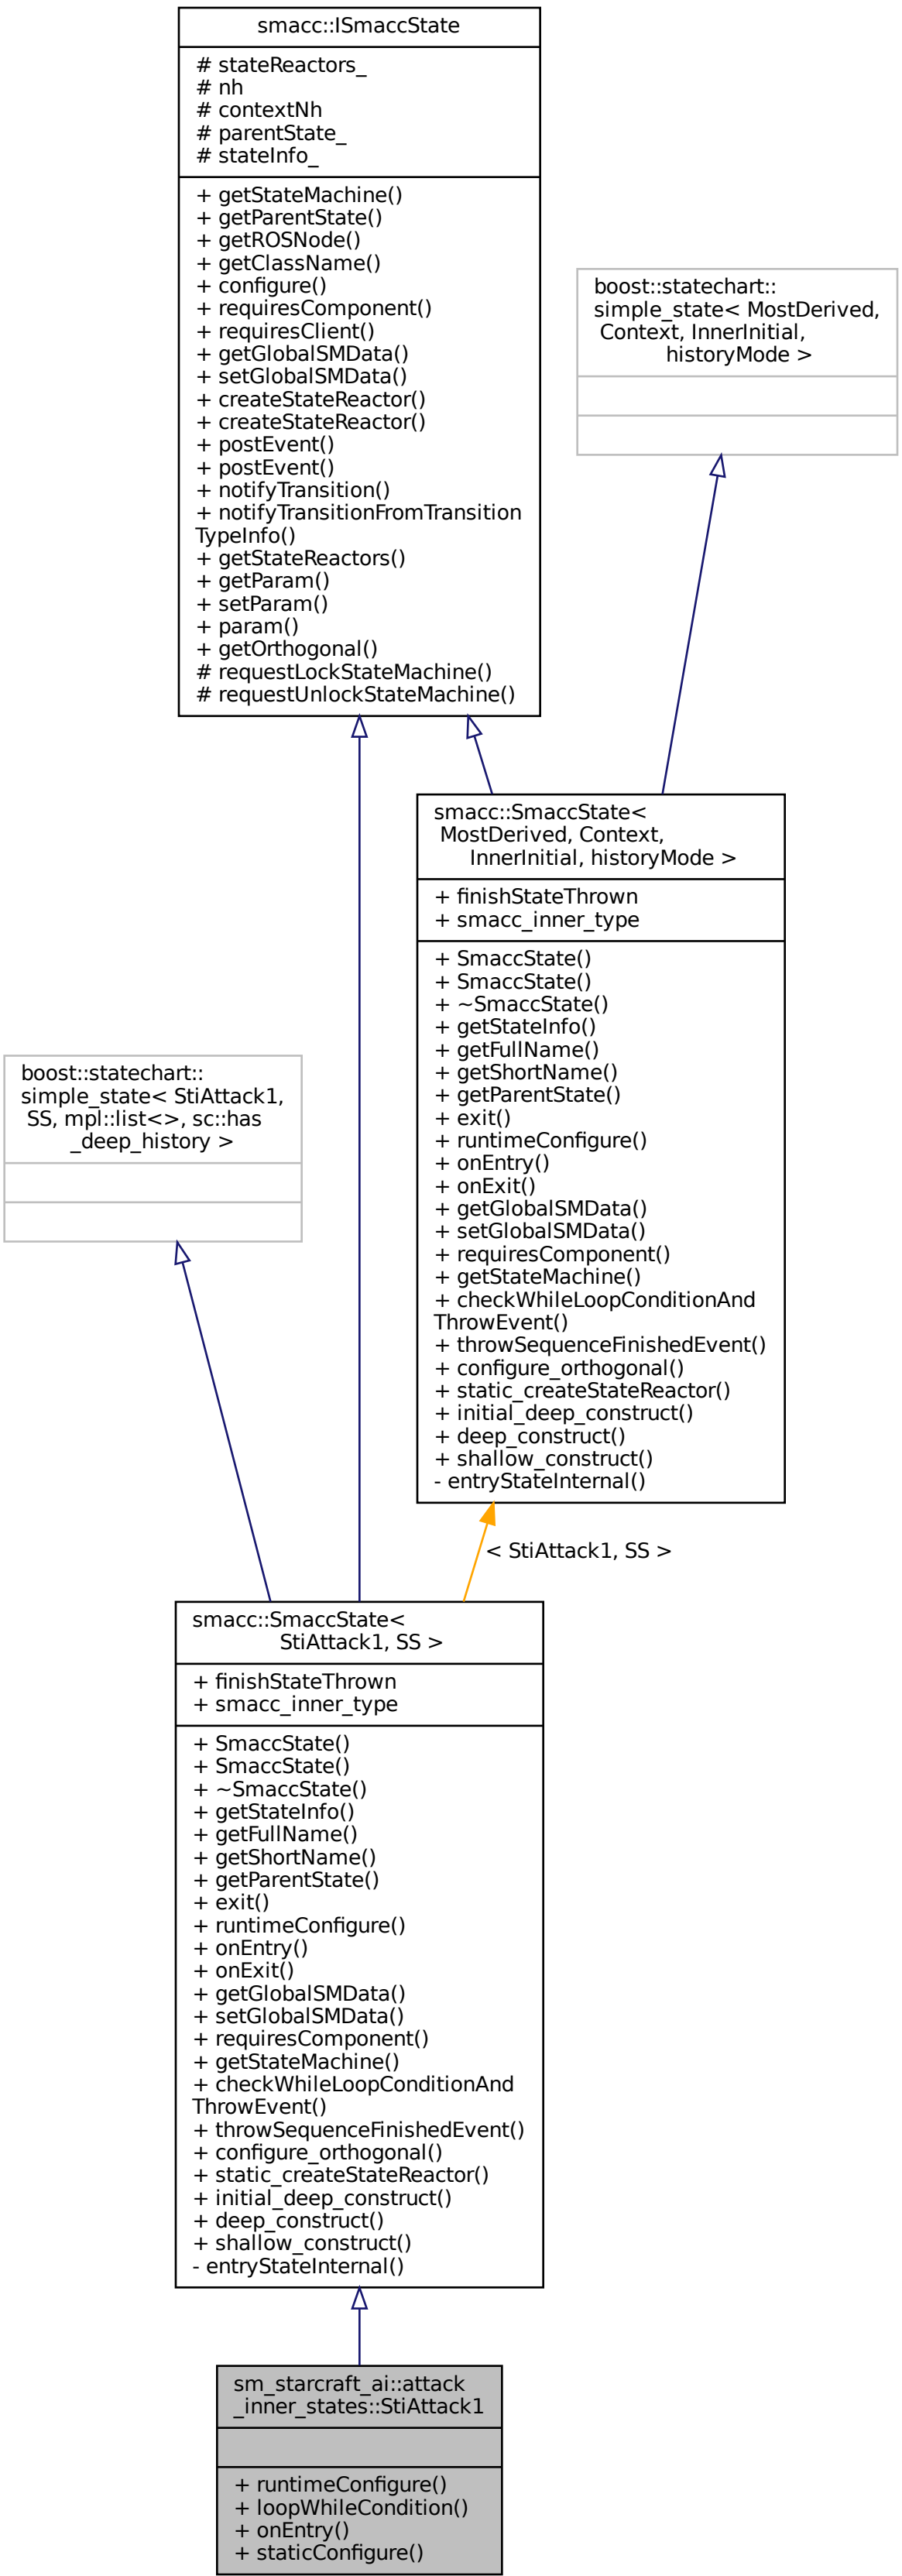 smacc::ISmaccState
# stateReactors_
# nh
# contextNh
# parentState_
# stateInfo_
+ getStateMachine()
+ getParentState()
+ getROSNode()
+ getClassName()
+ configure()
+ requiresComponent()
+ requiresClient()
+ getGlobalSMData()
+ setGlobalSMData()
+ createStateReactor()
+ createStateReactor()
+ postEvent()
+ postEvent()
+ notifyTransition()
+ notifyTransitionFromTransition
TypeInfo()
+ getStateReactors()
+ getParam()
+ setParam()
+ param()
+ getOrthogonal()
# requestLockStateMachine()
# requestUnlockStateMachine()
boost::statechart::
simple_state< MostDerived,
Context, InnerInitial,
historyMode >
smacc::SmaccState<
MostDerived, Context,
InnerInitial, historyMode >
+ finishStateThrown
+ smacc_inner_type
+ SmaccState()
+ SmaccState()
+ ~SmaccState()
+ getStateInfo()
+ getFullName()
+ getShortName()
+ getParentState()
+ exit()
+ runtimeConfigure()
+ onEntry()
+ onExit()
+ getGlobalSMData()
+ setGlobalSMData()
+ requiresComponent()
+ getStateMachine()
+ checkWhileLoopConditionAnd
ThrowEvent()
+ throwSequenceFinishedEvent()
+ configure_orthogonal()
+ static_createStateReactor()
+ initial_deep_construct()
+ deep_construct()
+ shallow_construct()
- entryStateInternal()
boost::statechart::
simple_state< StiAttack1,
SS, mpl::list<>, sc::has
_deep_history >
< StiAttack1, SS >
smacc::SmaccState<
StiAttack1, SS >
+ finishStateThrown
+ smacc_inner_type
+ SmaccState()
+ SmaccState()
+ ~SmaccState()
+ getStateInfo()
+ getFullName()
+ getShortName()
+ getParentState()
+ exit()
+ runtimeConfigure()
+ onEntry()
+ onExit()
+ getGlobalSMData()
+ setGlobalSMData()
+ requiresComponent()
+ getStateMachine()
+ checkWhileLoopConditionAnd
ThrowEvent()
+ throwSequenceFinishedEvent()
+ configure_orthogonal()
+ static_createStateReactor()
+ initial_deep_construct()
+ deep_construct()
+ shallow_construct()
- entryStateInternal()
sm_starcraft_ai::attack
_inner_states::StiAttack1
+ runtimeConfigure()
+ loopWhileCondition()
+ onEntry()
+ staticConfigure()